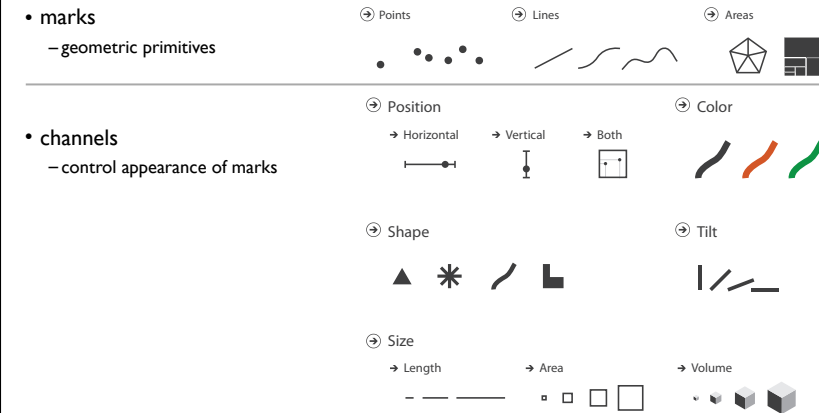 • marks
– geometric primitives
Points
Lines
Areas
• channels
– control appearance of marks
Position
Horizontal
Vertical
Both
Color
Shape
Tilt
Size
Length
Area
Volume